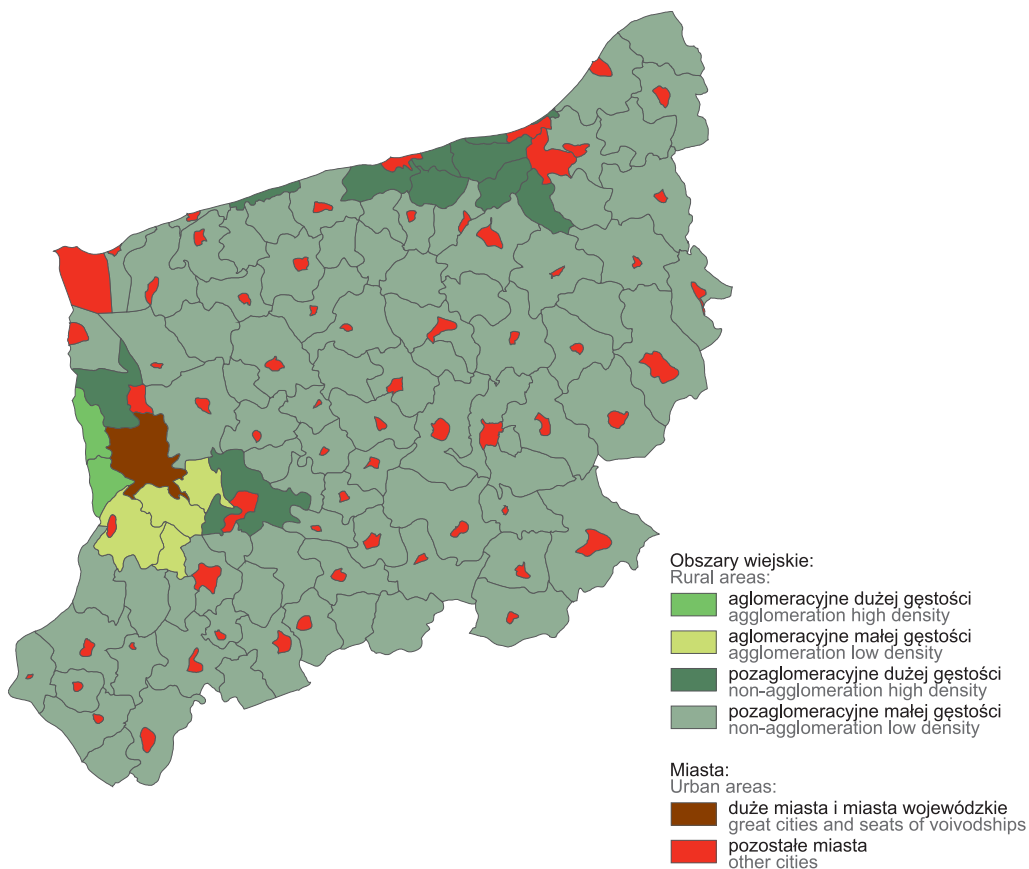 Obszary wiejskie:
Rural areas:
aglomeracyjne dużej gęstości
agglomeration high density
aglomeracyjne małej gęstości
agglomeration low density
pozaglomeracyjne dużej gęstości
non-agglomeration high density
pozaglomeracyjne małej gęstości
non-agglomeration low density
Miasta:
Urban areas:
duże miasta i miasta wojewódzkie
great cities and seats of voivodships
pozostałe miasta
other cities